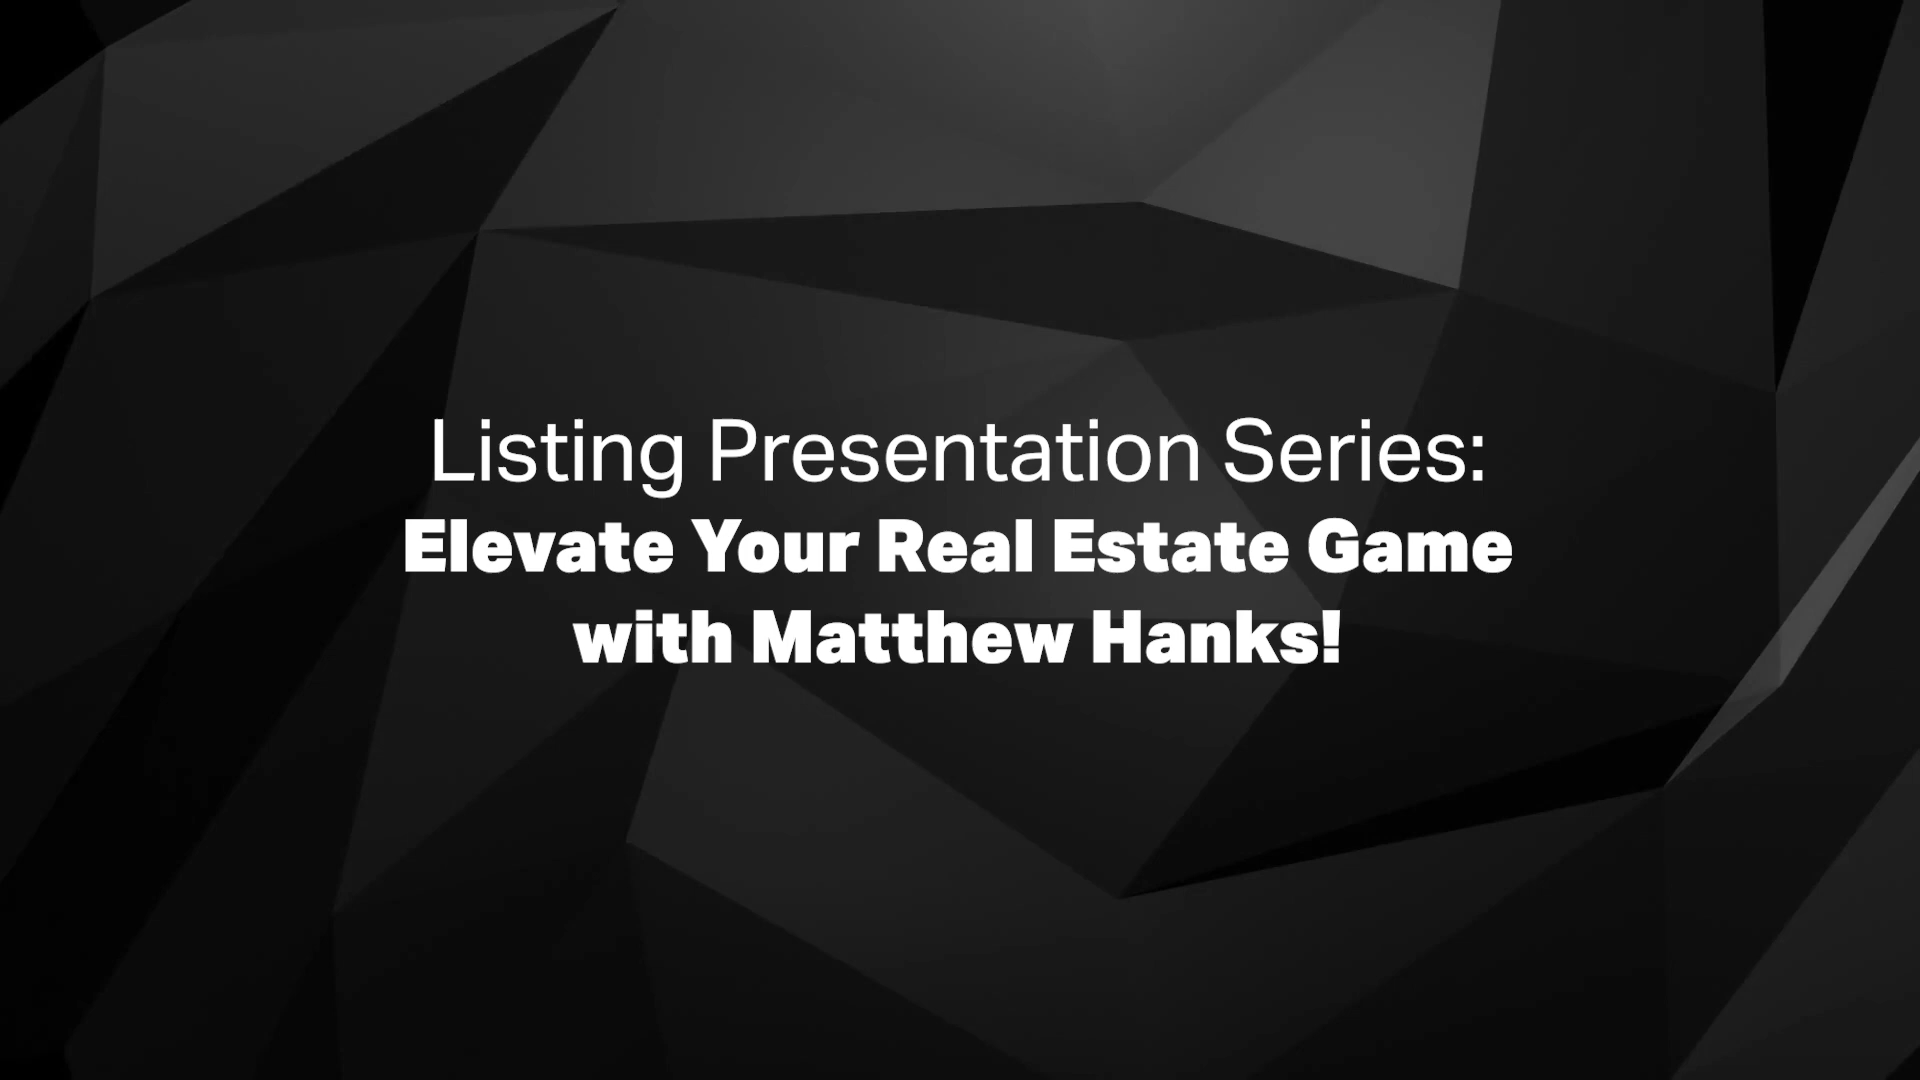 Listing Presentation Series:
Elevate Your Real Estate Game
with Matthew Hanks!